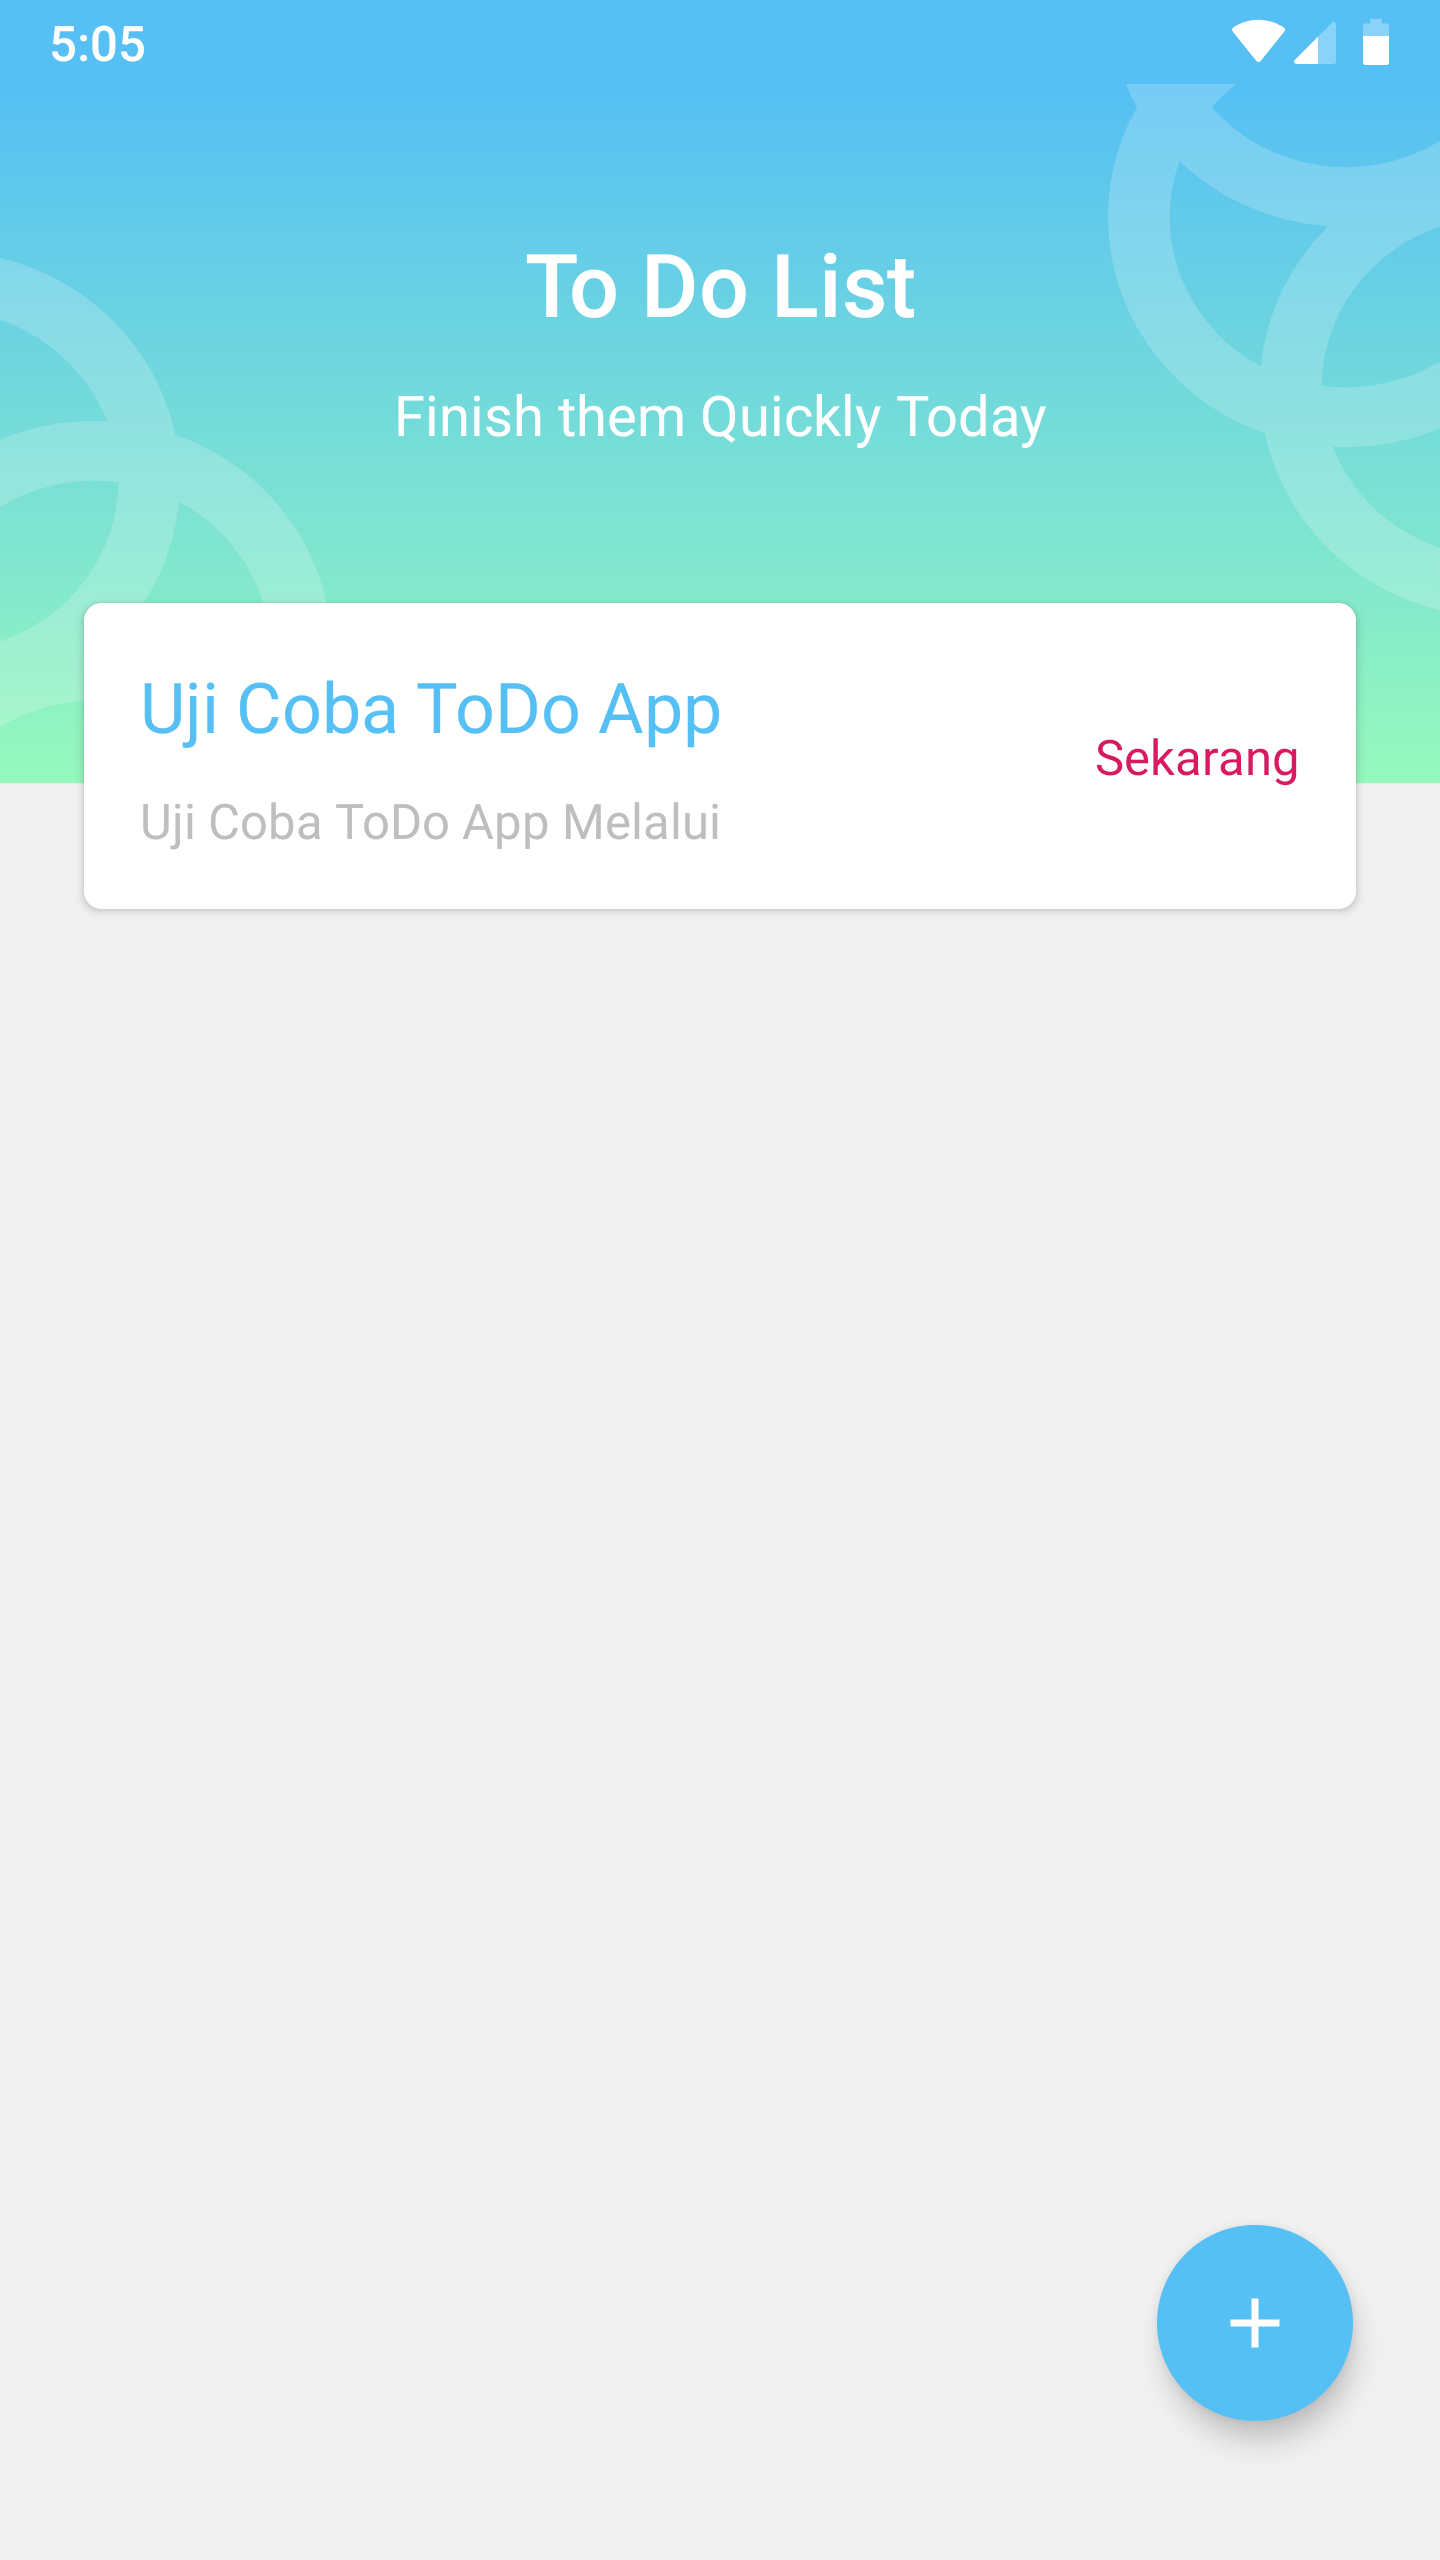 5:05
To Do List
Finish them Quickly Today
Uji Coba ToDo App
Sekarang
Uji Coba ToDo App Melalui